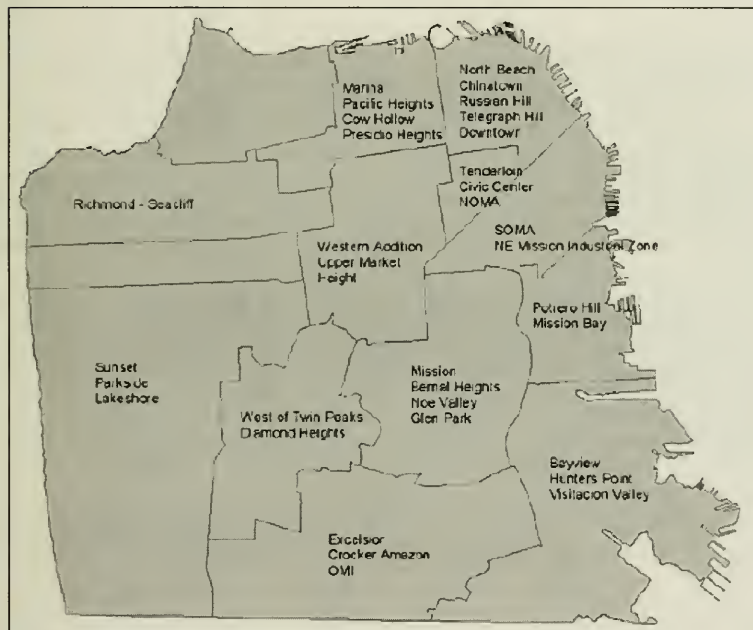 Marina
Pacific Heights
Cow Hollow
Presidio Heights
North Beach
Chinatown
Russian Hill
Telegraph Hill
Downtown
Tenderloin
Civic Center
NOMA
Richmond - Seacliff
SOMA
NE Mission Industrial Zone
Western Addition
Upper Market
Height
Potrero Hill
Mission Bay
Sunset
Parkside
Lakeshore
Mission
Bernal Heights
Noe Valley
Glen Park
West of Twin Peaks
Diamond Heights
Bayview
Hunters Point
Visitacion Valley
Excelsior
Crocker Amazon
OMI